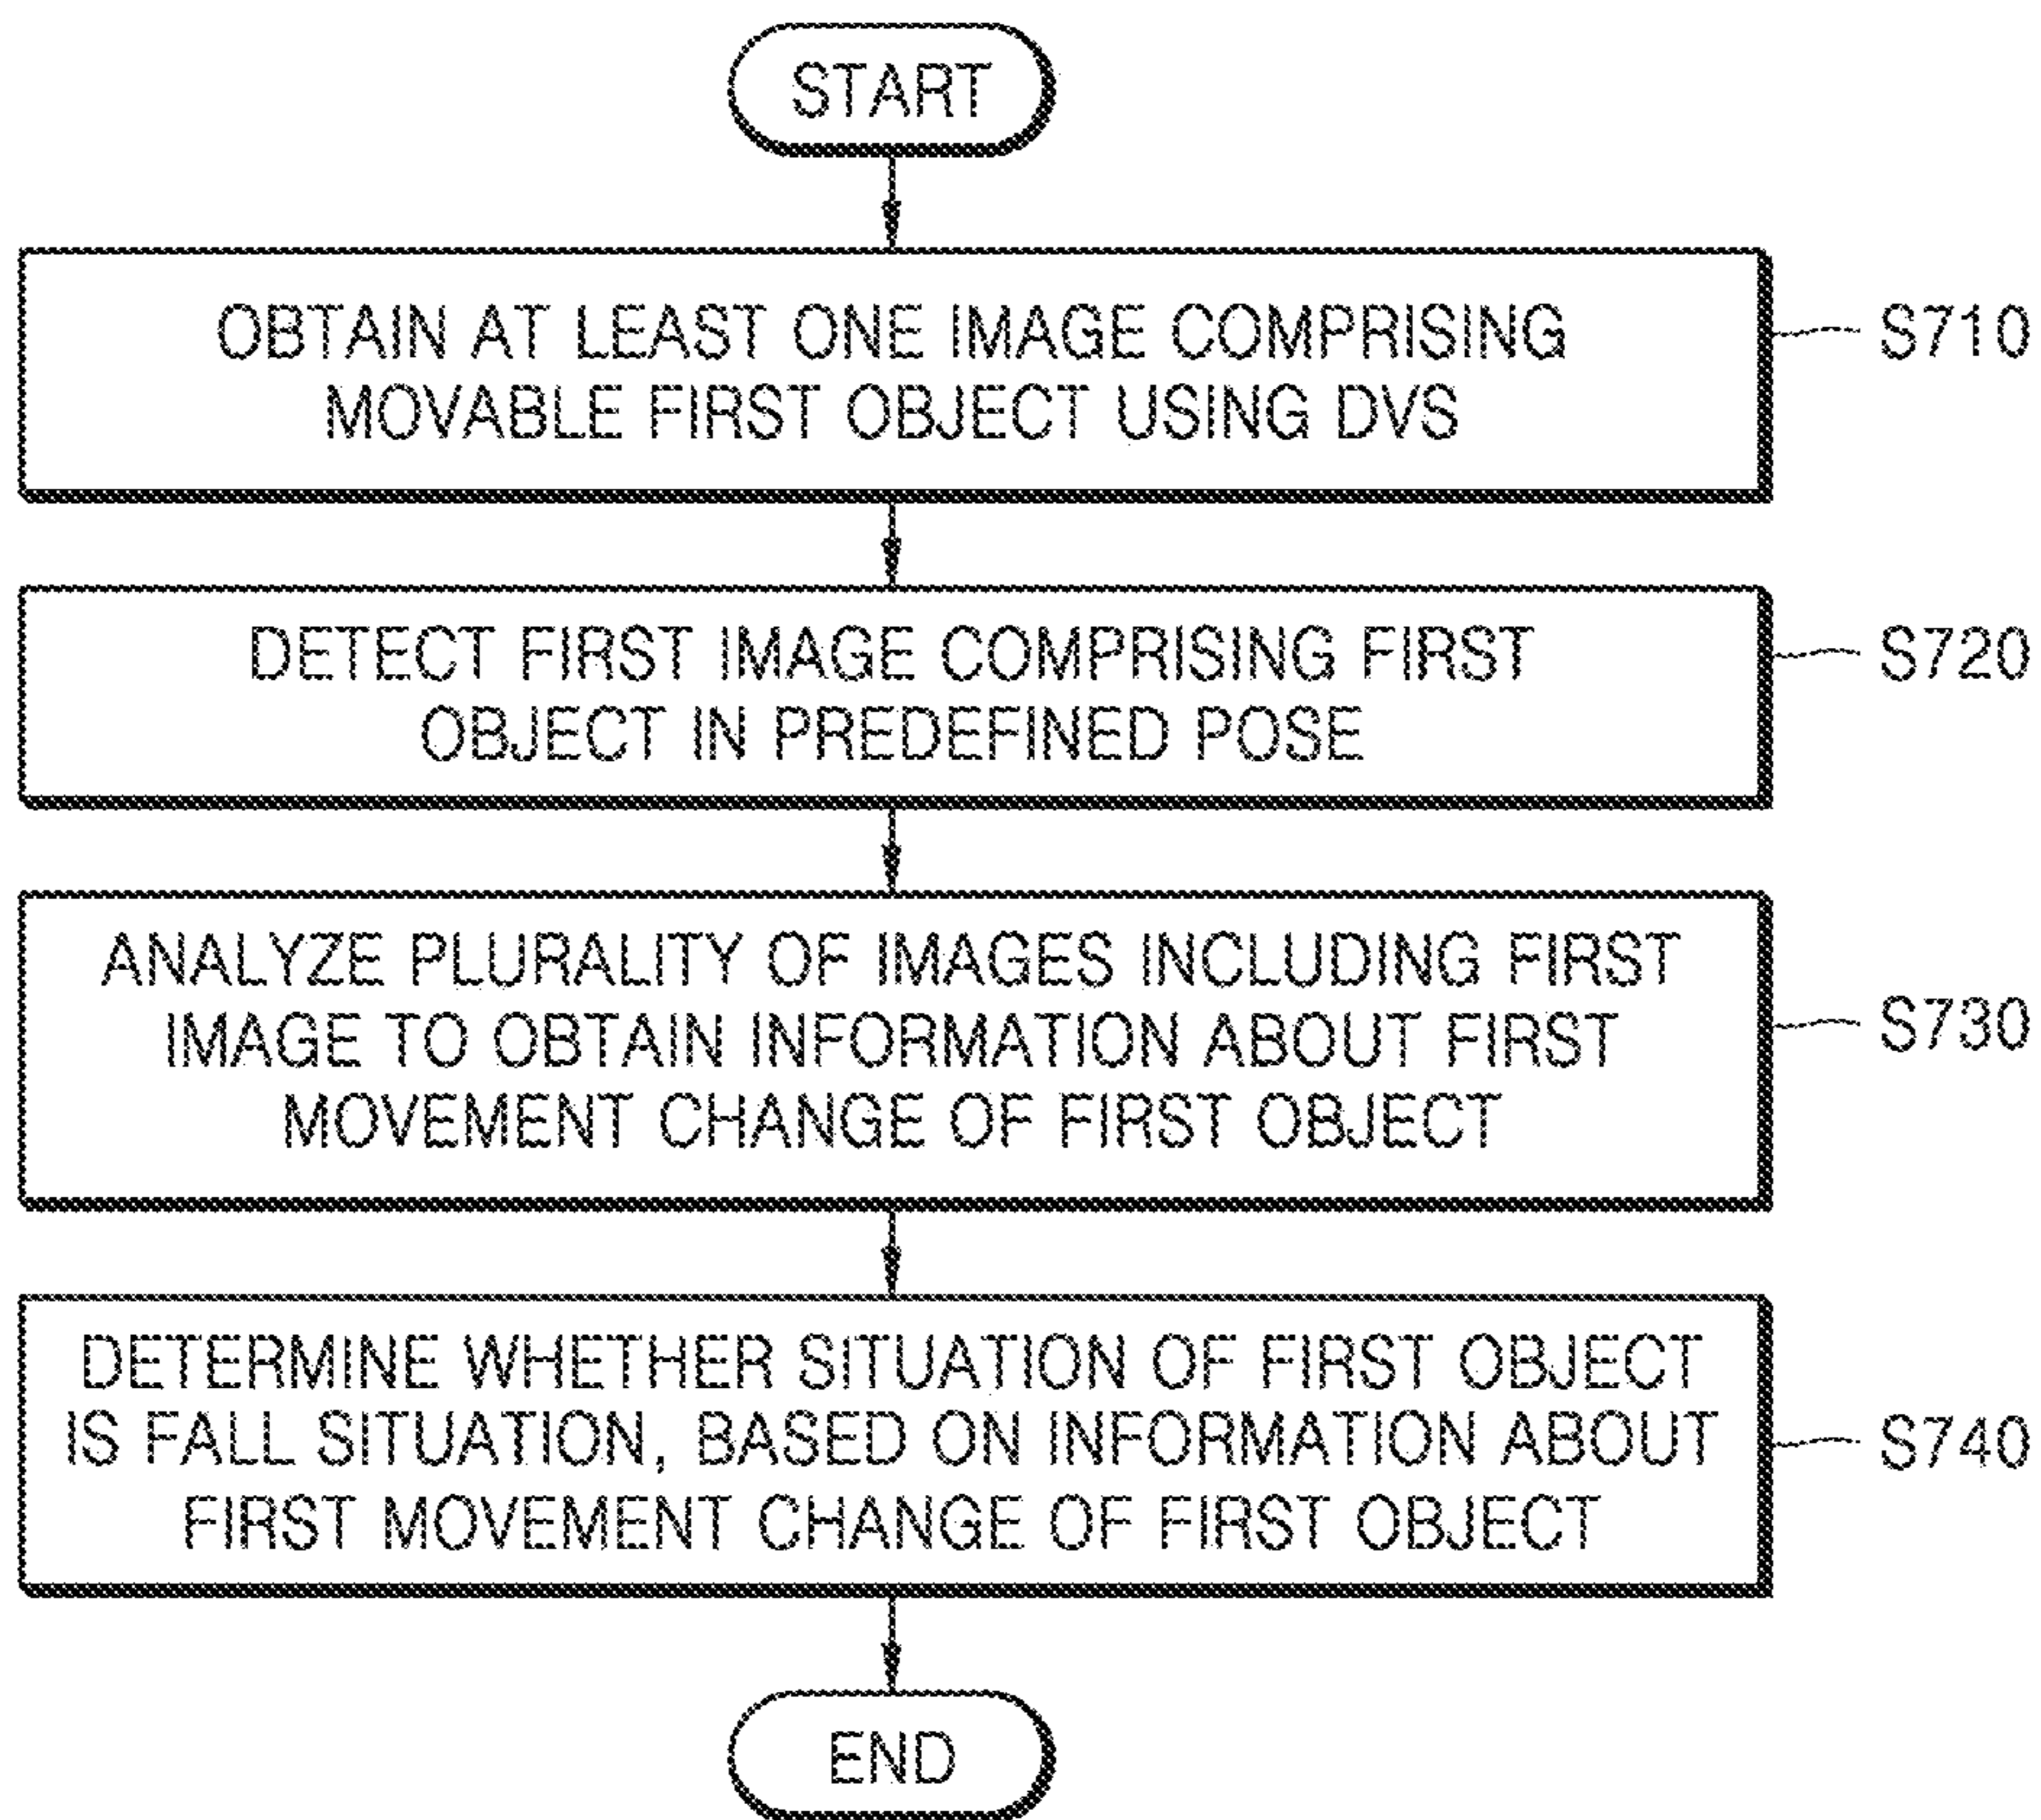 START
OBTAIN AT LEAST ONE IMAGE COMPRISING
MOVABLE FIRST OBJECT USING DVS
S710
DETECT FIRST IMAGE COMPRISING FIRST
OBJECT IN PREDEFINED POSE
S720
ANALYZE PLURALITY OF IMAGES INCLUDING FIRST
IMAGE TO OBTAIN INFORMATION ABOUT FIRST
MOVEMENT CHANGE OF FIRST OBJECT
S730
DETERMINE WHETHER SITUATION OF FIRST OBJECT
IS FALL SITUATION, BASED ON INFORMATION ABOUT
FIRST MOVEMENT CHANGE OF FIRST OBJECT
S740
END